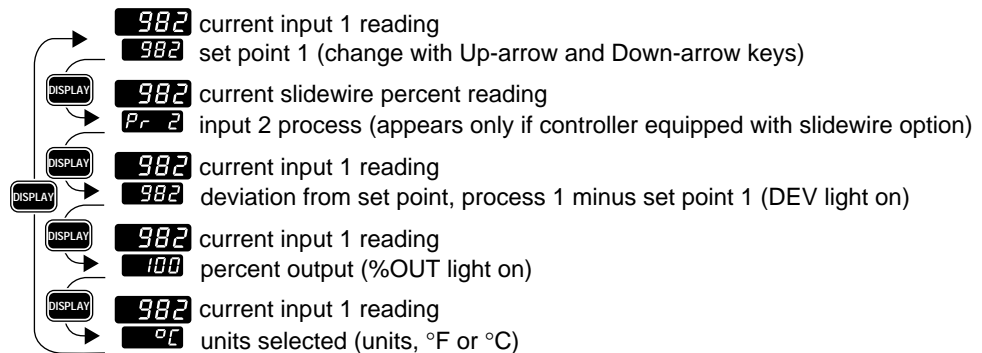 982 current input 1 reading
982 set point 1 (change with Up-arrow and Down-arrow keys)
DISPLAY
982 current slidewire percent reading
Pr 2 input 2 process (appears only if controller equipped with slidewire option)
DISPLAY
982 current input 1 reading
DISPLAY
982 deviation from set point, process 1 minus set point 1 (DEV light on)
DISPLAY
982 current input 1 reading
100 percent output (%OUT light on)
DISPLAY
982 current input 1 reading
°C units selected (units, °F or °C)